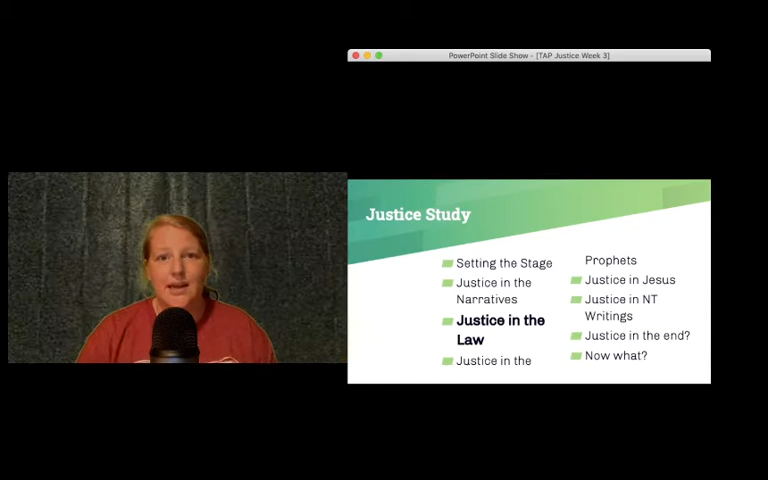 PowerPoint Slide Show - [TAP Justice Week 3]
Justice Study
Setting the Stage
Justice in the
Narratives
Justice in the
Law
Justice in the
Prophets
Justice in Jesus
Justice in NT
Writings
Justice in the end?
Now what?